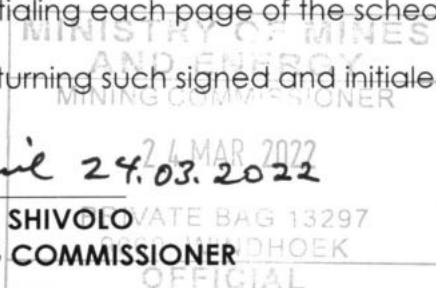 tialing each page of the sched
MINISTRY OF MINES
AND ENERGY
turning such signed and initiale
MINING COMMISSIONER
24 MAR 2022
24.03.2022
SHIVOLO
PRIVATE BAG 13297
WINDHOEK
COMMISSIONER
OFFICIAL